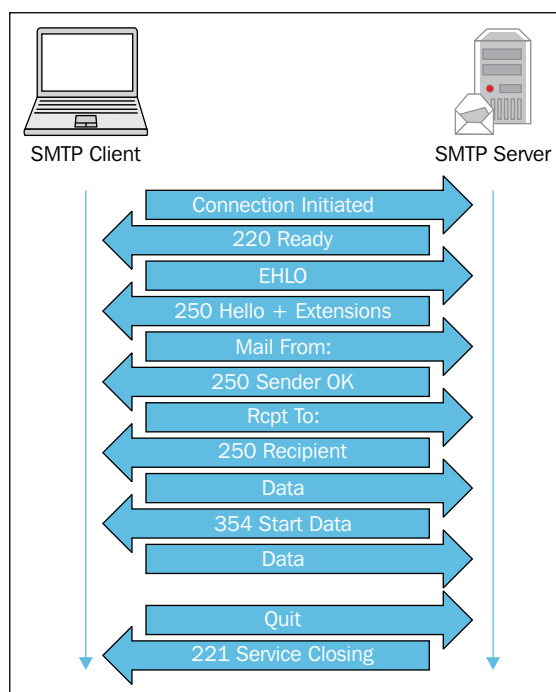 SMTP Client
SMTP Server
Connection Initiated
220 Ready
EHLO
250 Hello + Extensions
Mail From:
250 Sender OK
Rcpt To:
250 Recipient
Data
354 Start Data
Data
Quit
221 Service Closing